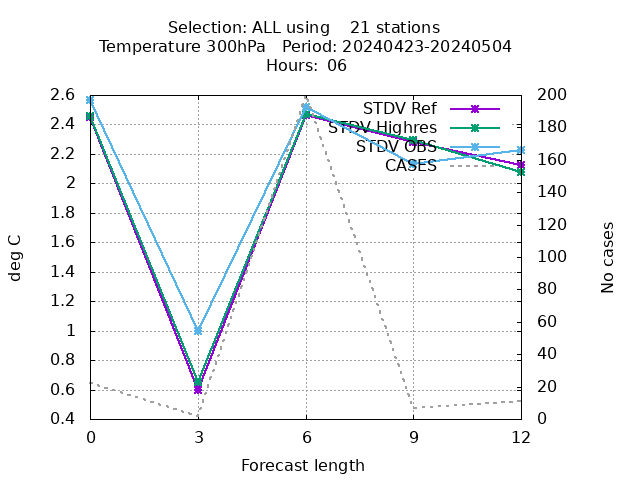 Selection: ALL using    21 stations
Temperature 300hPa   Period: 20240423-20240504
Hours:  06
2.6
2.4
2.2
2
1.8
1.6
1.4
1.2
1
0.8
0.6
0.4
200
180
160
140
120
100
80
60
40
20
0
STDV Ref
STDV Highres
STDV OBS
CASES
deg C
No cases
0 3 6 9 12
Forecast length